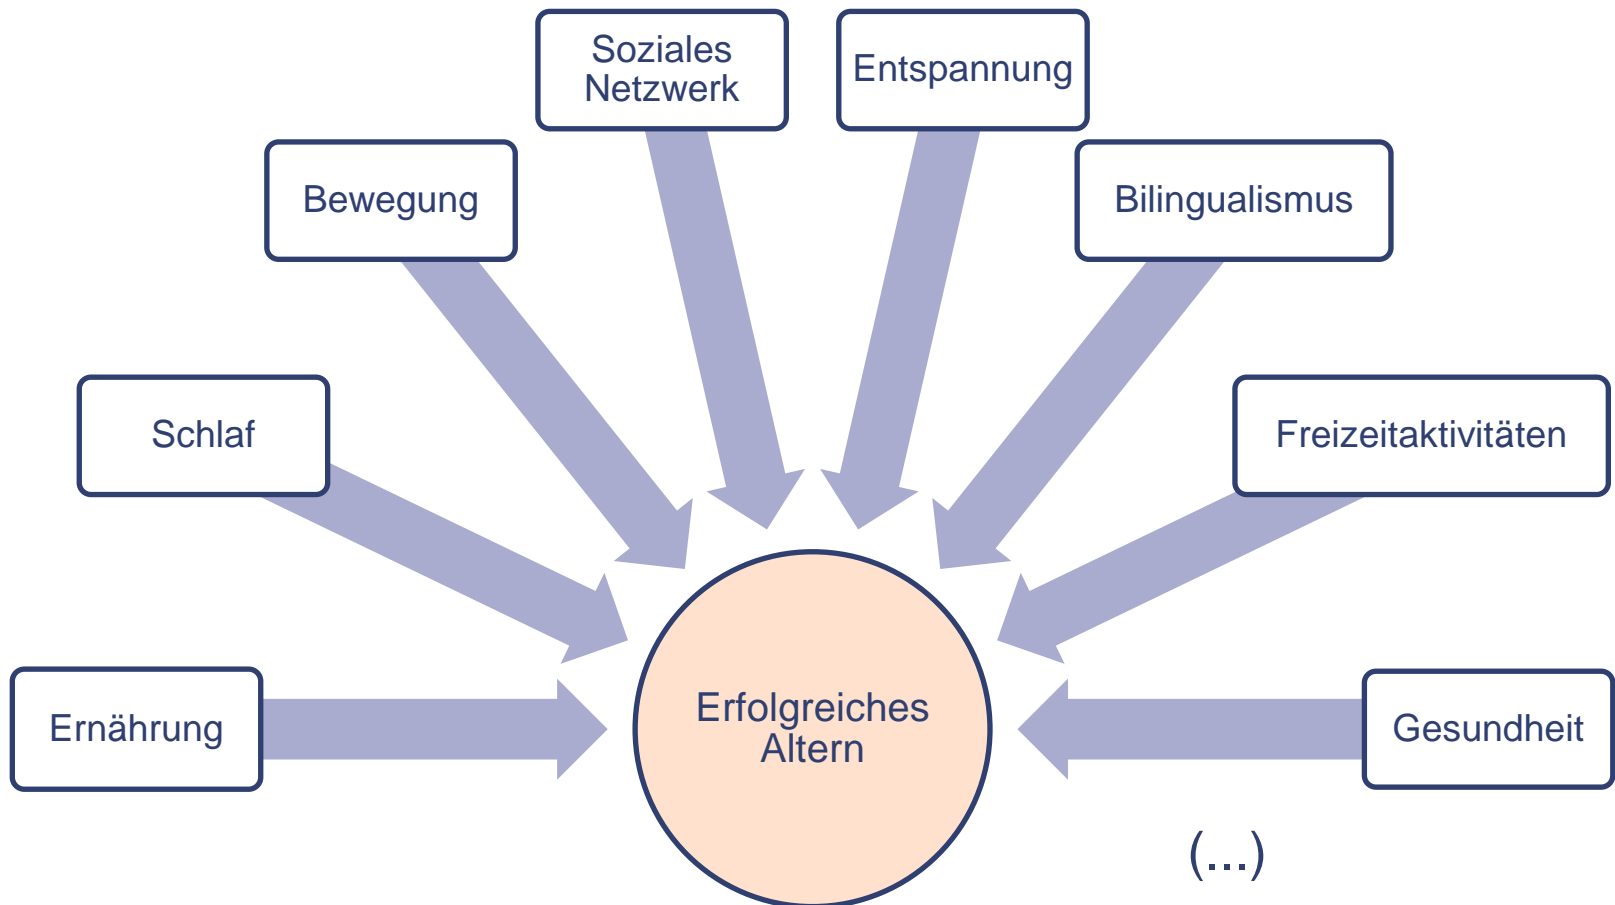 Soziales
Netzwerk
Entspannung
Bewegung
Bilingualismus
Schlaf
Freizeitaktivitäten
Ernährung
Erfolgreiches
Altern
Gesundheit
(...)